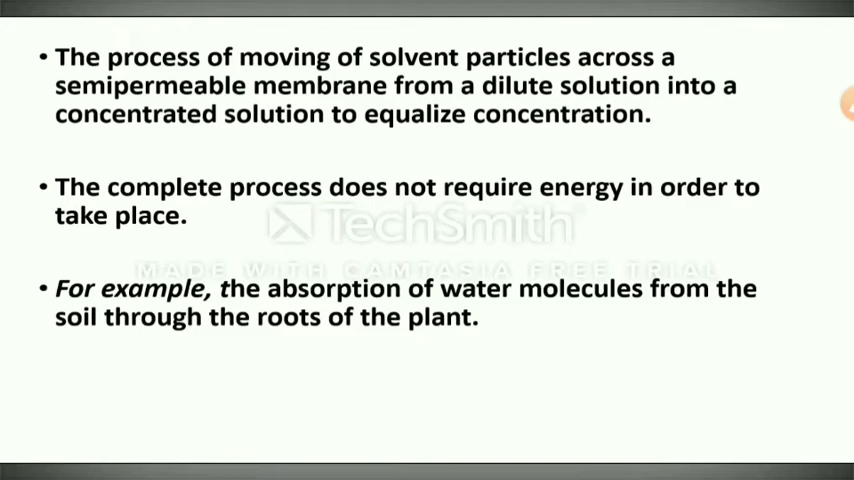 • The process of moving of solvent particles across a
semipermeable membrane from a dilute solution into a
concentrated solution to equalize concentration.
• The complete process does not require energy in order to
take place.
TechSmith
MADE WITH CAMTASIA FREE TRIAL
• For example, the absorption of water molecules from the
soil through the roots of the plant.